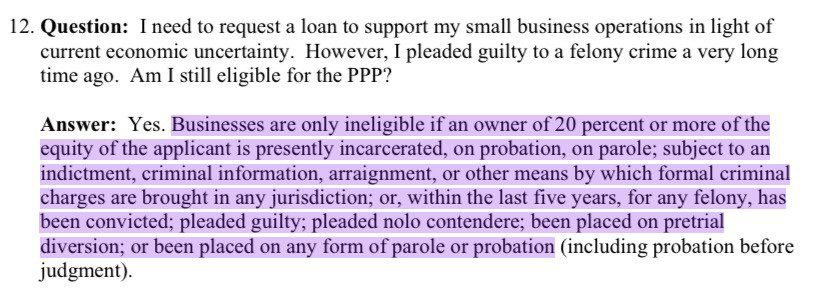 12. Question: I need to request a loan to support my small business operations in light of
current economic uncertainty. However, I pleaded guilty to a felony crime a very long
time ago. Am I still eligible for the PPP?
Answer: Yes. Businesses are only ineligible if an owner of 20 percent or more of the
equity of the applicant is presently incarcerated, on probation, on parole; subject to an
indictment, criminal information, arraignment, or other means by which formal criminal
charges are brought in any jurisdiction; or, within the last five years, for any felony, has
been convicted; pleaded guilty; pleaded nolo contendere; been placed on pretrial
diversion; or been placed on any form of parole or probation (including probation before
judgment).